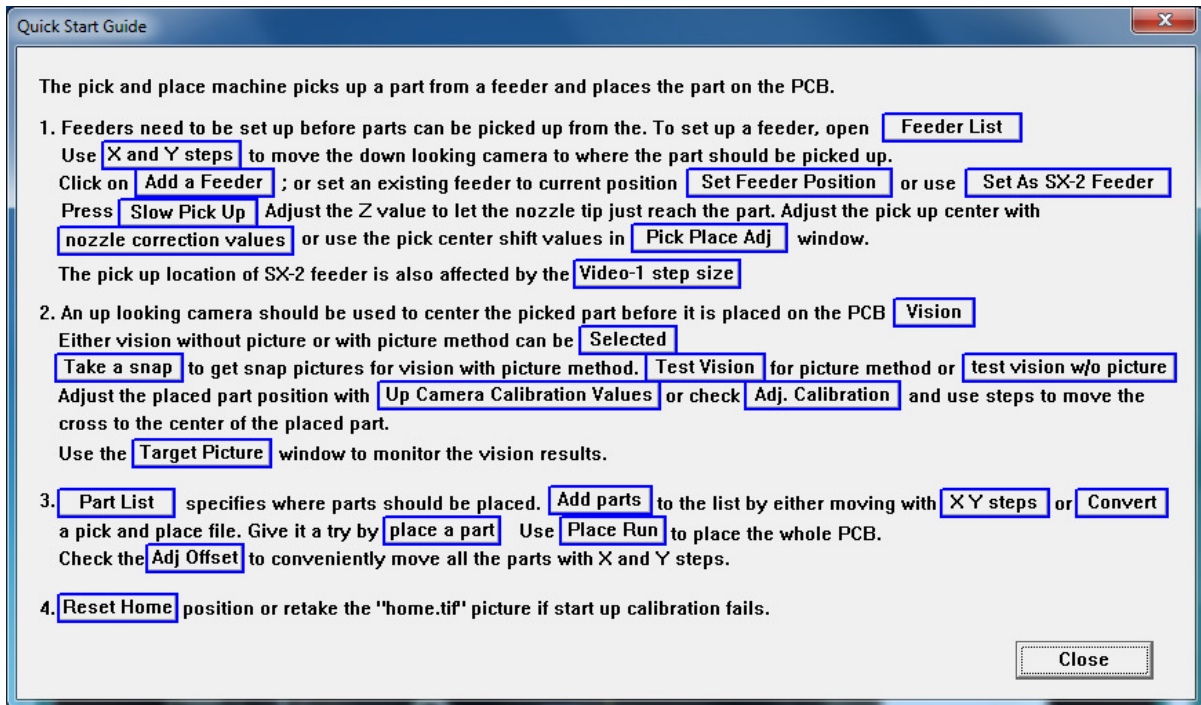 Quick Start Guide
The pick and place machine picks up a part from a feeder and places the part on the PCB.
1. Feeders need to be set up before parts can be picked up from the. To set up a feeder, open Feeder List
Use X and Y steps to move the down looking camera to where the part should be picked up.
Click on Add a Feeder ; or set an existing feeder to current position Set Feeder Position or use Set As SX-2 Feeder
Press Slow Pick Up Adjust the Z value to let the nozzle tip just reach the part. Adjust the pick up center with
nozzle correction values or use the pick center shift values in Pick Place Adj window.
The pick up location of SX-2 feeder is also affected by the Video-1 step size
2. An up looking camera should be used to center the picked part before it is placed on the PCB Vision
Either vision without picture or with picture method can be Selected
Take a snap to get snap pictures for vision with picture method. Test Vision for picture method or test vision w/o picture
Adjust the placed part position with Up Camera Calibration Values or check Adj. Calibration and use steps to move the
cross to the center of the placed part.
Use the Target Picture window to monitor the vision results.
3. Part List specifies where parts should be placed. Add parts to the list by either moving with X Y steps or Convert
a pick and place file. Give it a try by place a part Use Place Run to place the whole PCB.
Check the Adj Offset to conveniently move all the parts with X and Y steps.
4. Reset Home position or retake the "home.tif" picture if start up calibration fails.
Close